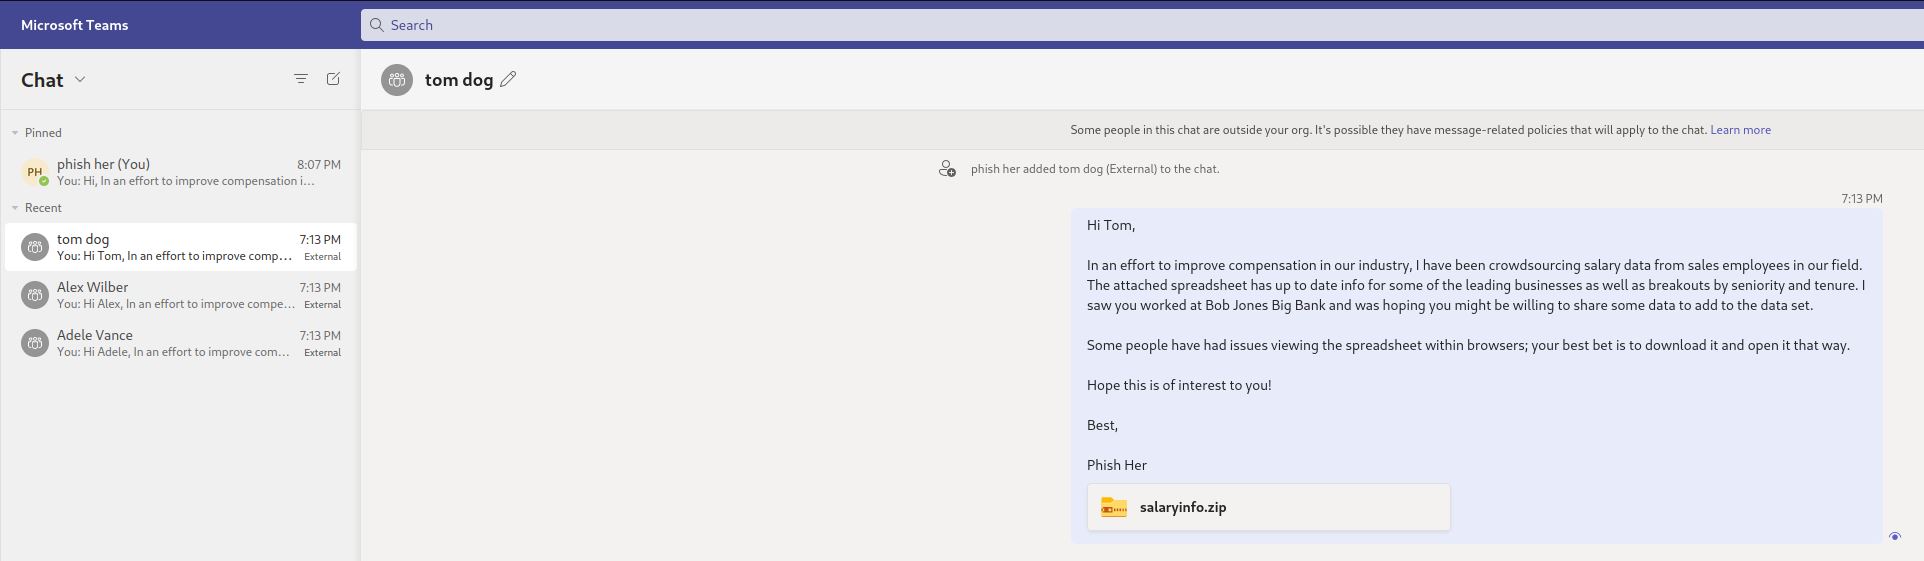 Microsoft Teams
Search
Chat
tom dog
Pinned
Some people in this chat are outside your org. It's possible they have message-related policies that will apply to the chat. Learn more
PH
phish her (You)
8:07 PM
You: Hi, In an effort to improve compensation i...
phish her added tom dog (External) to the chat.
Recent
tom dog
7:13 PM
You: Hi Tom, In an effort to improve comp...
External
Alex Wilber
7:13 PM
You: Hi Alex, In an effort to improve compe...
External
Adele Vance
7:13 PM
You: Hi Adele, In an effort to improve com...
External
7:13 PM
Hi Tom,
In an effort to improve compensation in our industry, I have been crowdsourcing salary data from sales employees in our field.
The attached spreadsheet has up to date info for some of the leading businesses as well as breakouts by seniority and tenure. I
saw you worked at Bob Jones Big Bank and was hoping you might be willing to share some data to add to the data set.
Some people have had issues viewing the spreadsheet within browsers; your best bet is to download it and open it that way.
Hope this is of interest to you!
Best,
Phish Her
salaryinfo.zip